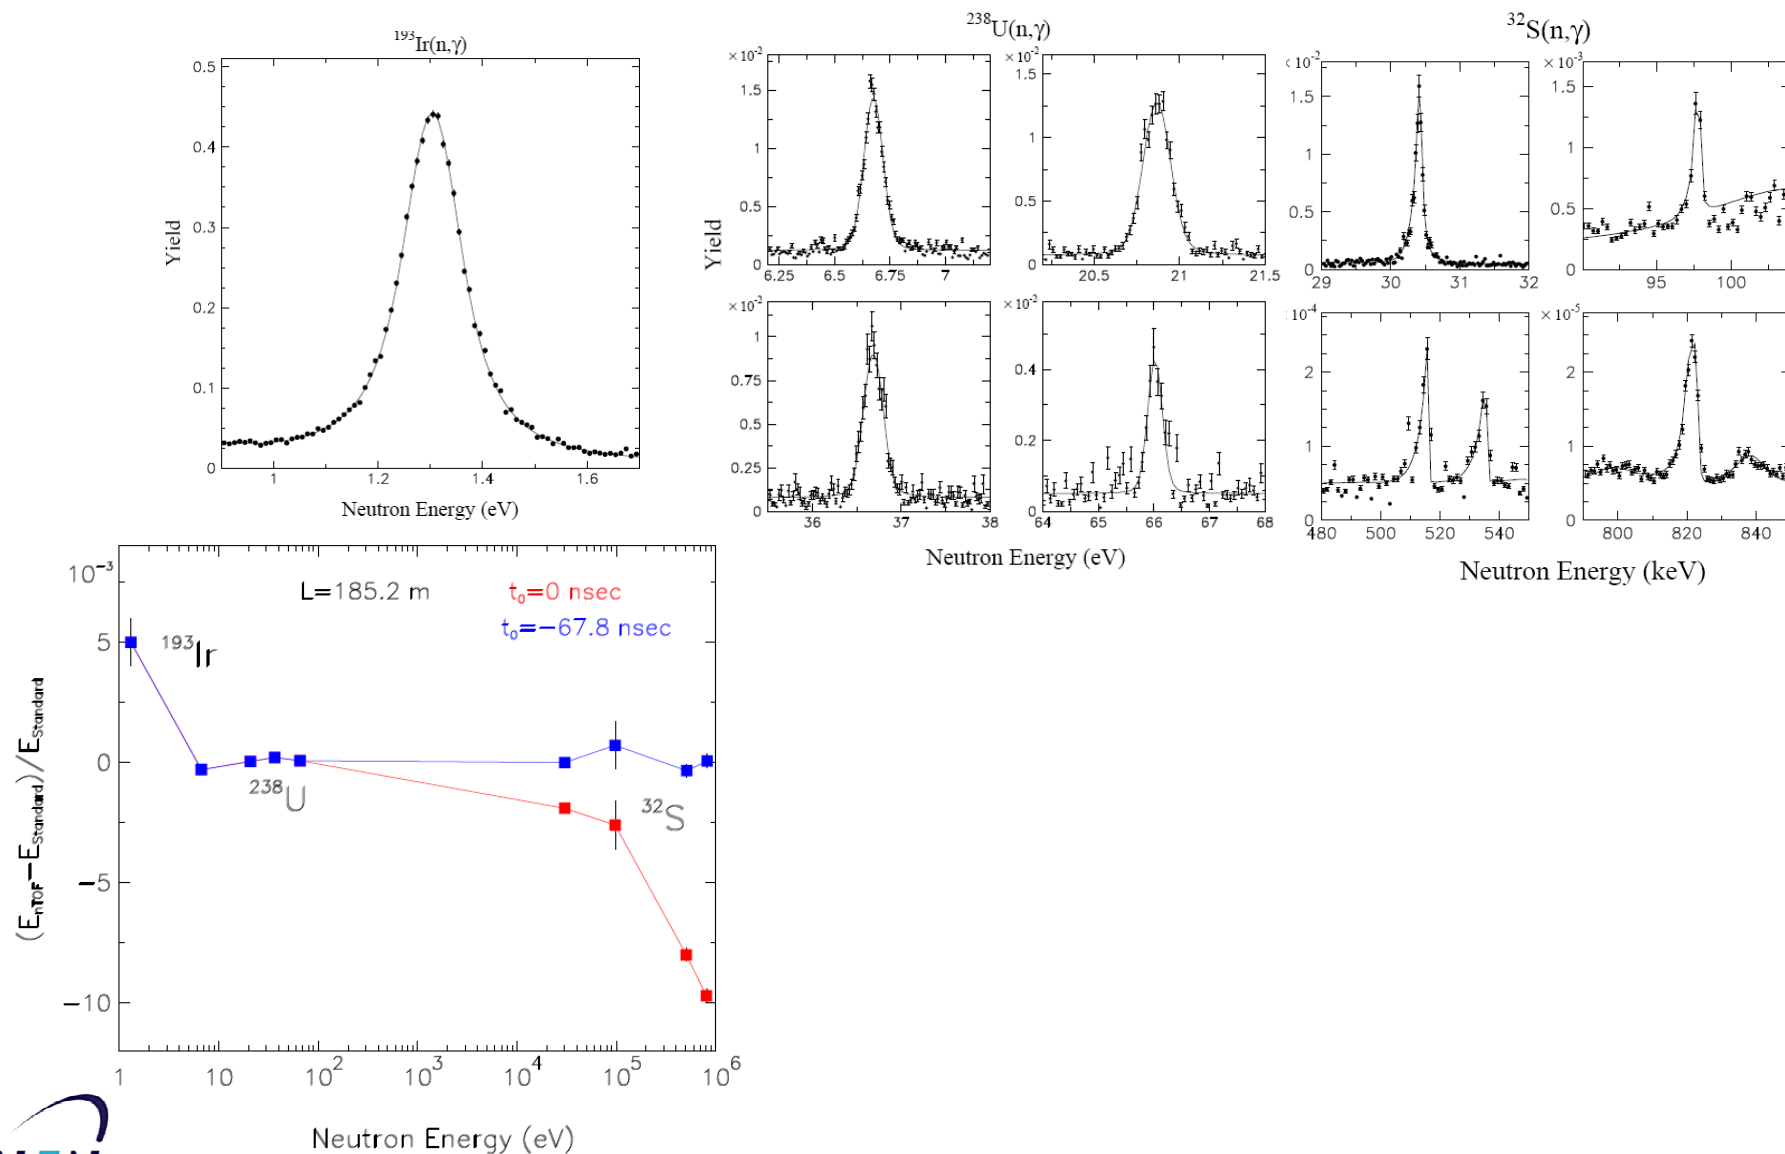 193Ir(n,γ)
0.5
0.4
0.3
0.2
0.1
0
Yield
1 1.2 1.4 1.6
Neutron Energy (eV)
238U(n,γ)
×10-2
1.5
1
0.5
0
6.25 6.5 6.75 7
×10-2
1.5
1
0.5
0
20.5 21 21.5
Yield
×10-2
1
0.75
0.5
0.25
0
36 37 38
×10-2
0.4
0.2
0
64 65 66 67 68
Neutron Energy (eV)
32S(n,γ)
×10-2
1.5
1
0.5
0
29 30 31 32
×10-3
1.5
1
0.5
0
95 100
10-4
2
1
0
480 500 520 540
×10-5
2
1
0
800 820 840
Neutron Energy (keV)
10-3
5
0
−5
−10
(EnTOF−EStandard)/EStandard
L=185.2 m
t0=0 nsec
t0=−67.8 nsec
193Ir
238U
32S
1 10 102 103 104 105 106
Neutron Energy (eV)